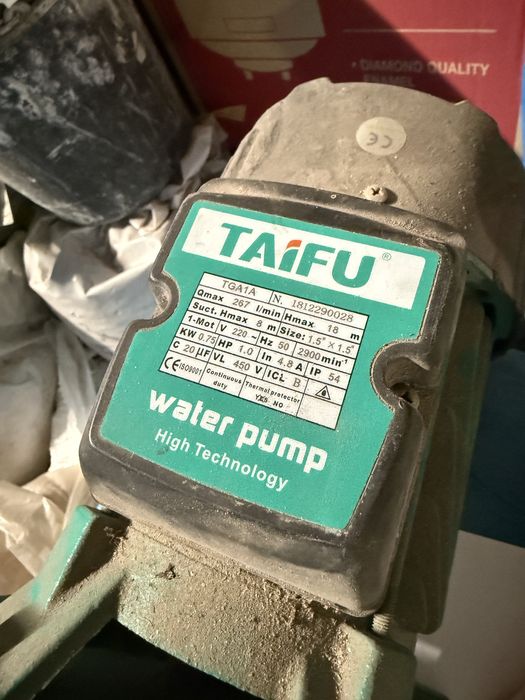 • DIAMOND QUALITY
ENAMEL
CE
TAIFU®
TGA1A N. 1812290028
Qmax 267 l/min Hmax 18 m
Suct. Hmax 8 m Size: 1.5" × 1.5"
1-Mot V 220 ~ Hz 50 2900 min⁻¹
KW 0.75 HP 1.0 In 4.8 A IP 54
C 20 μF VL 450 V ICL B
CE ISO9001 Continuous duty Thermal protector YES NO
water pump
High Technology